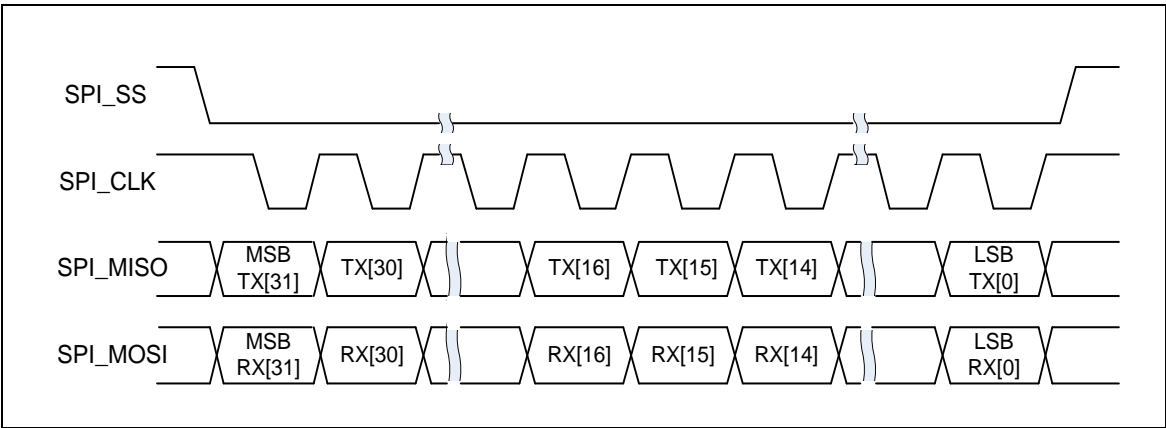 SPI_SS
SPI_CLK
SPI_MISO
MSB
TX[31]
TX[30]
TX[16]
TX[15]
TX[14]
LSB
TX[0]
SPI_MOSI
MSB
RX[31]
RX[30]
RX[16]
RX[15]
RX[14]
LSB
RX[0]